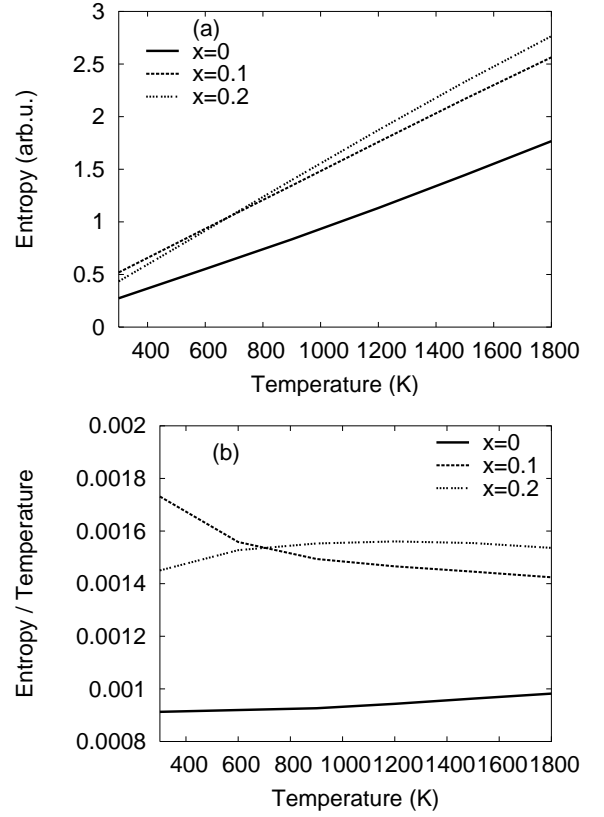 (a)
x=0
x=0.1
x=0.2
Entropy (arb.u.)
3
2.5
2
1.5
1
0.5
0
400 600 800 1000 1200 1400 1600 1800
Temperature (K)
(b)
x=0
x=0.1
x=0.2
Entropy / Temperature
0.002
0.0018
0.0016
0.0014
0.0012
0.001
0.0008
400 600 800 1000 1200 1400 1600 1800
Temperature (K)